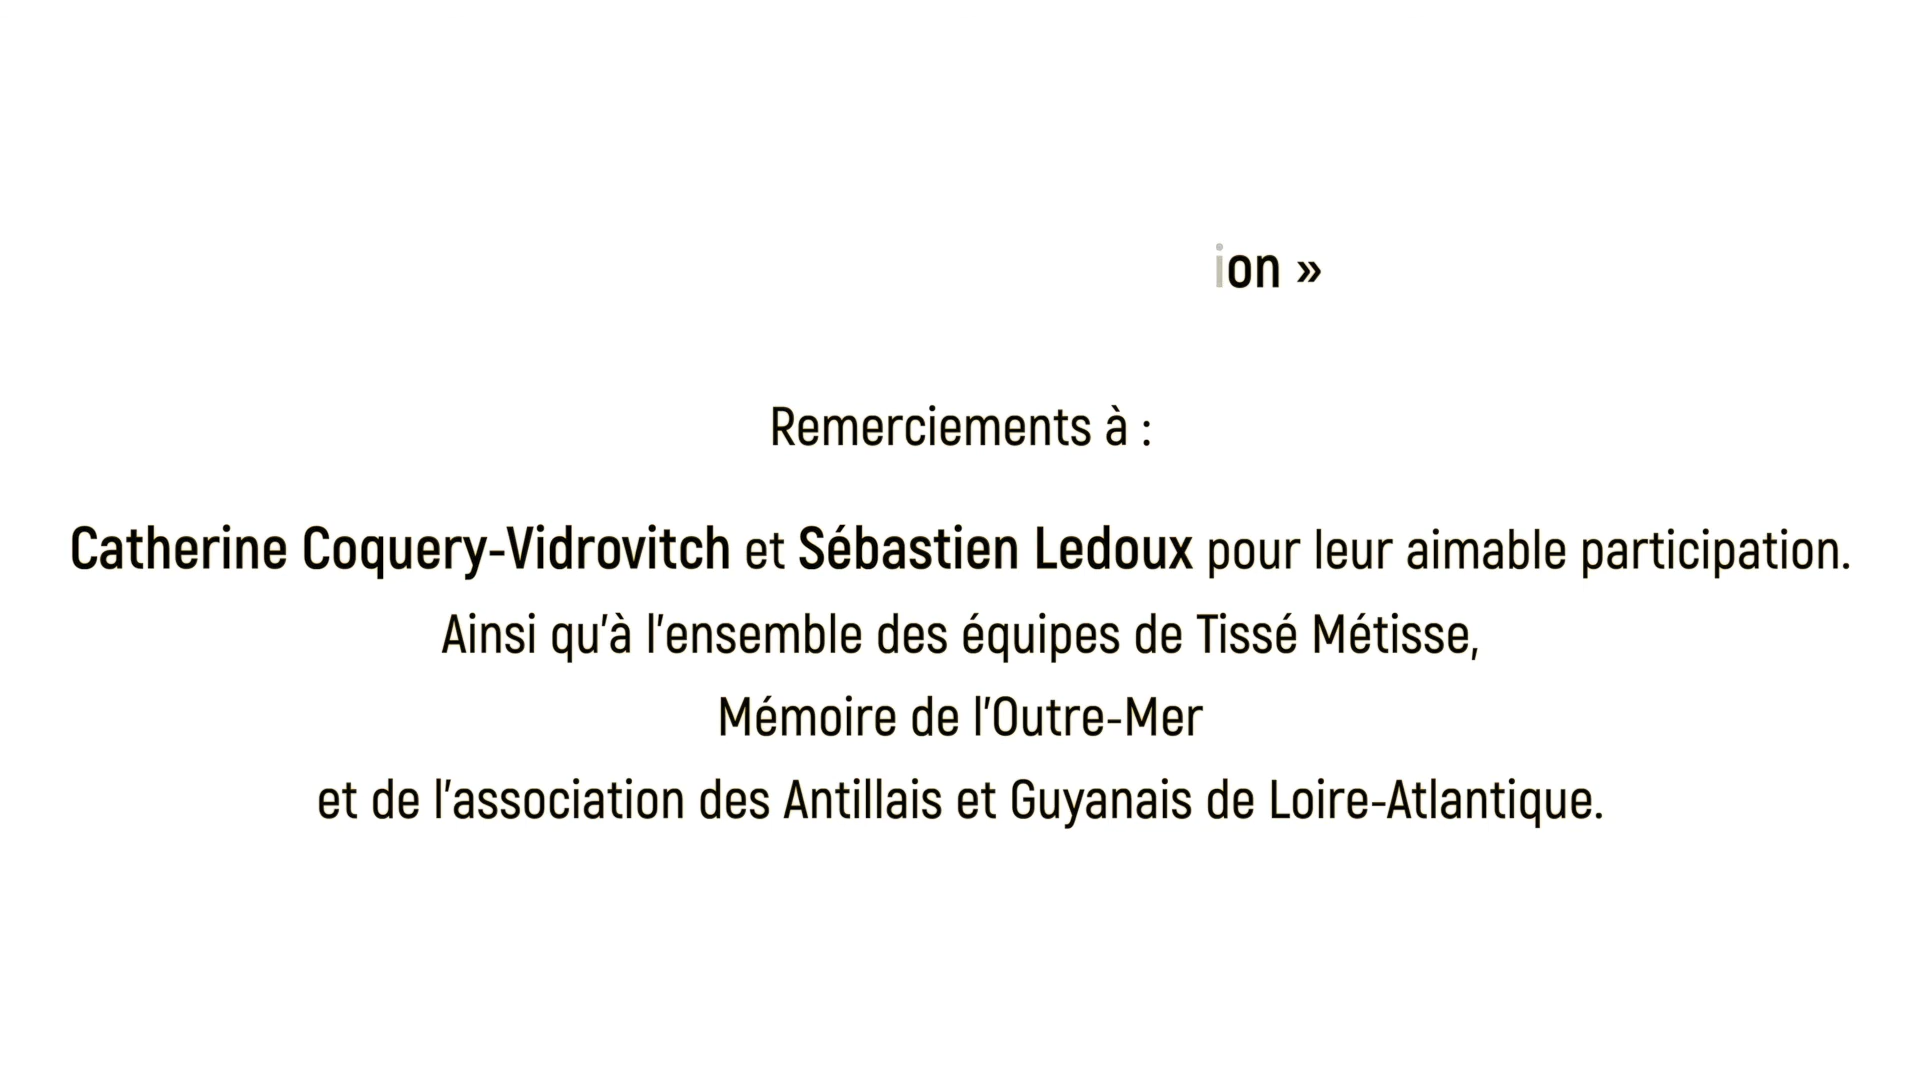 ion »
Remerciements à :
Catherine Coquery-Vidrovitch et Sébastien Ledoux pour leur aimable participation.
Ainsi qu’à l’ensemble des équipes de Tissé Métisse,
Mémoire de l’Outre-Mer
et de l’association des Antillais et Guyanais de Loire-Atlantique.